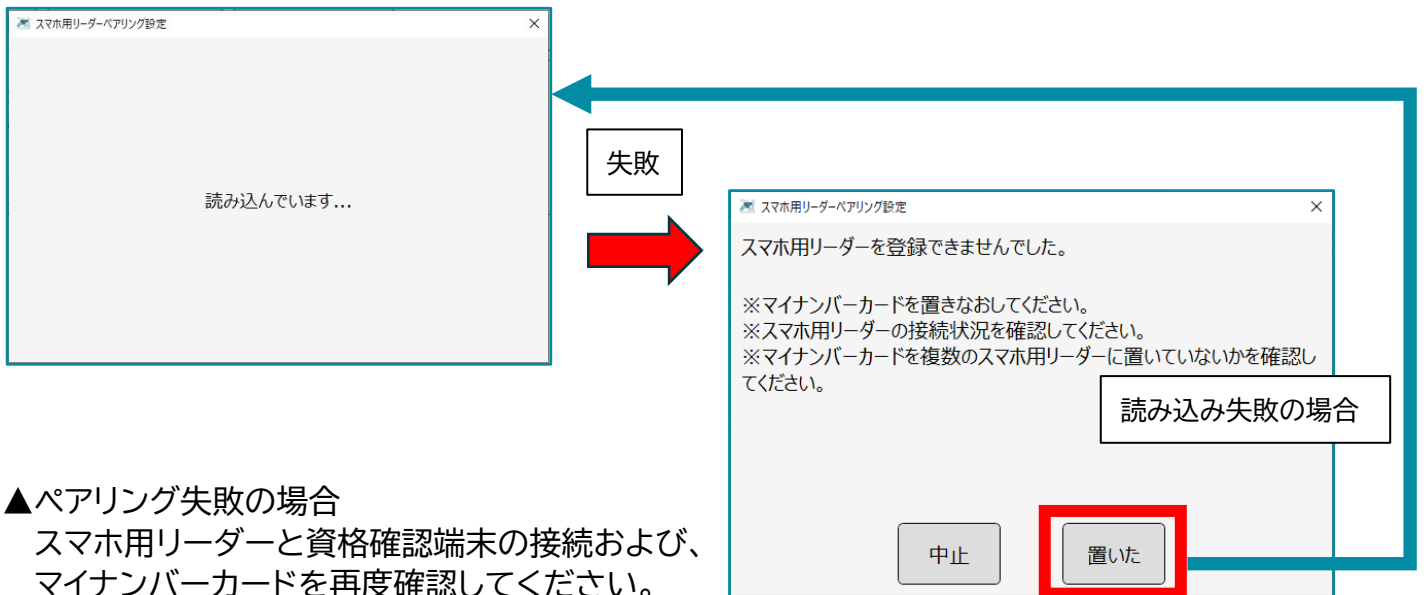 スマホ用リーダーペアリング設定
読み込んでいます...
失敗
スマホ用リーダーペアリング設定
スマホ用リーダーを登録できませんでした。
※マイナンバーカードを置きなおしてください。
※スマホ用リーダーの接続状況を確認してください。
※マイナンバーカードを複数のスマホ用リーダーに置いていないかを確認し
てください。
読み込み失敗の場合
中止
置いた
▲ペアリング失敗の場合
スマホ用リーダーと資格確認端末の接続および、
マイナンバーカードを再度確認してください。